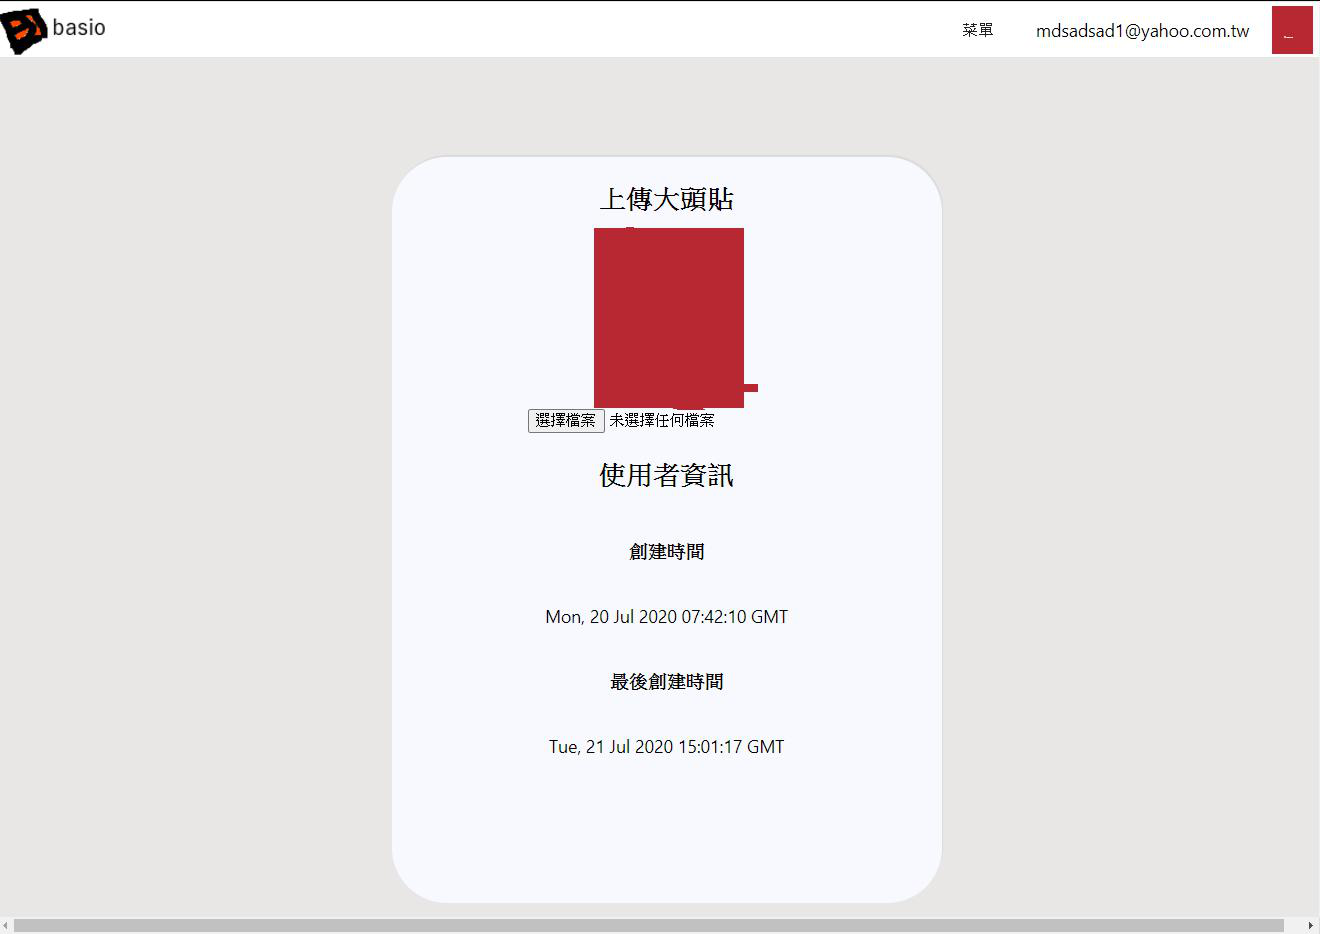 basio
菜單
mdsadsad1@yahoo.com.tw
上傳大頭貼
選擇檔案 未選擇任何檔案
使用者資訊
創建時間
Mon, 20 Jul 2020 07:42:10 GMT
最後創建時間
Tue, 21 Jul 2020 15:01:17 GMT